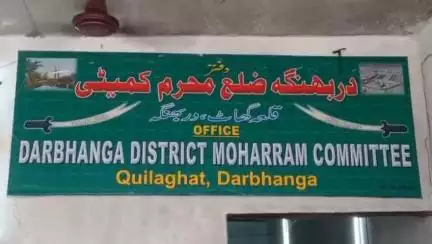 دفتر
دربھنگہ ضلع محرم کمیٹی
قلعہ گھاٹ، دربھنگہ
OFFICE
DARBHANGA DISTRICT MOHARRAM COMMITTEE
Quilaghat, Darbhanga